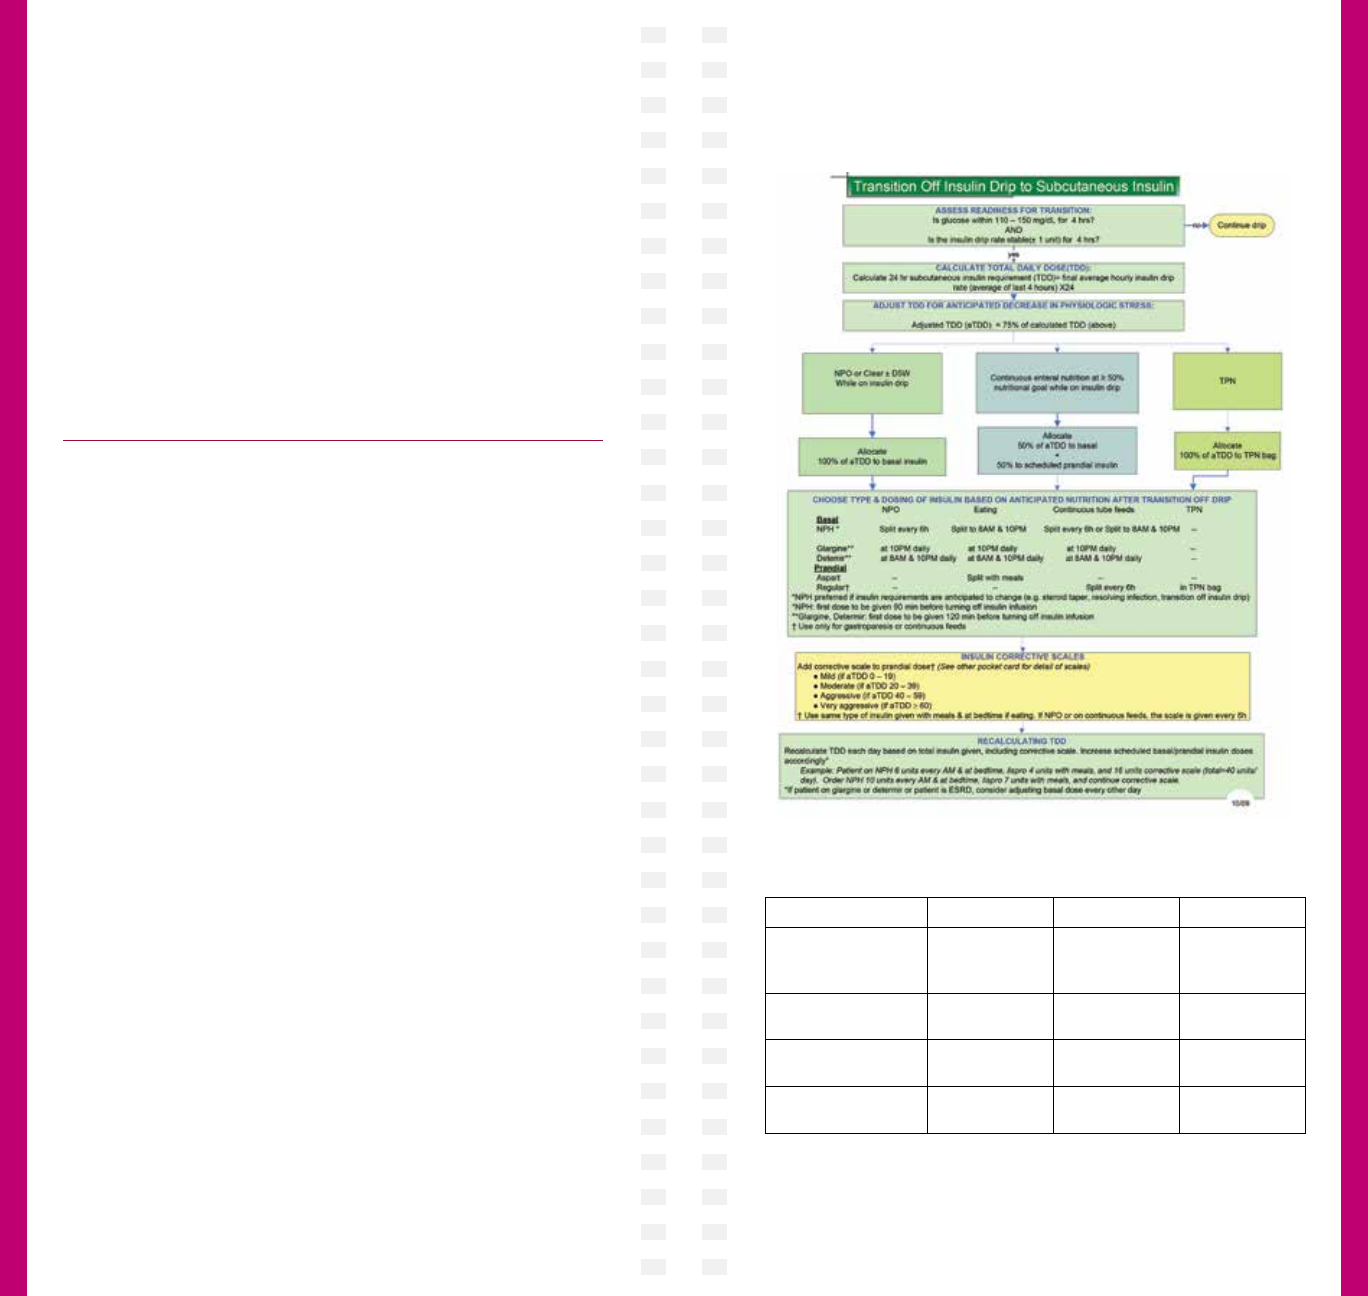 Transition Off Insulin Drip to Subcutaneous Insulin
ASSESS READINESS FOR TRANSITION:
Is glucose within 110 – 150 mg/dL for 4 hrs?
AND
Is the insulin drip rate stable(± 1 unit) for 4 hrs?
no
Continue drip
yes
CALCULATE TOTAL DAILY DOSE(TDD):
Calculate 24 hr subcutaneous insulin requirement (TDD)= final average hourly insulin drip
rate (average of last 4 hours) X24
ADJUST TDD FOR ANTICIPATED DECREASE IN PHYSIOLOGIC STRESS:
Adjusted TDD (aTDD) = 75% of calculated TDD (above)
NPO or Clear ± D5W
While on insulin drip
Continuous enteral nutrition at ≥ 50%
nutritional goal while on insulin drip
TPN
Allocate
100% of aTDD to basal insulin
Allocate
50% of aTDD to basal
+
50% to scheduled prandial insulin
Allocate
100% of aTDD to TPN bag
CHOOSE TYPE & DOSING OF INSULIN BASED ON ANTICIPATED NUTRITION AFTER TRANSITION OFF DRIP
NPO Eating Continuous tube feeds TPN
Basal
NPH * Split every 6h Split to 8AM & 10PM Split every 6h or Split to 8AM & 10PM --
Glargine** at 10PM daily at 10PM daily at 10PM daily --
Detemir** at 8AM & 10PM daily at 8AM & 10PM daily at 8AM & 10PM daily --
Prandial
Aspart -- Split with meals -- --
Regular† -- -- Split every 6h in TPN bag
*NPH preferred if insulin requirements are anticipated to change (e.g. steroid taper, resolving infection, transition off insulin drip)
*NPH: first dose to be given 60 min before turning off insulin infusion
**Glargine, Determir: first dose to be given 120 min before turning off insulin infusion
† Use only for gastroparesis or continuous feeds
INSULIN CORRECTIVE SCALES
Add corrective scale to prandial dose† (See other pocket card for detail of scales)
● Mild (if aTDD 0 – 19)
● Moderate (if aTDD 20 – 39)
● Aggressive (if aTDD 40 – 59)
● Very aggressive (if aTDD ≥ 60)
† Use same type of insulin given with meals & at bedtime if eating. If NPO or on continuous feeds, the scale is given every 6h
RECALCULATING TDD
Recalculate TDD each day based on total insulin given, including corrective scale. Increase scheduled basal/prandial insulin doses
accordingly*
Example: Patient on NPH 6 units every AM & at bedtime, lispro 4 units with meals, and 16 units corrective scale (total=40 units/
day). Order NPH 10 units every AM & at bedtime, lispro 7 units with meals, and continue corrective scale.
*If patient on glargine or determir or patient is ESRD, consider adjusting basal dose every other day
10/09